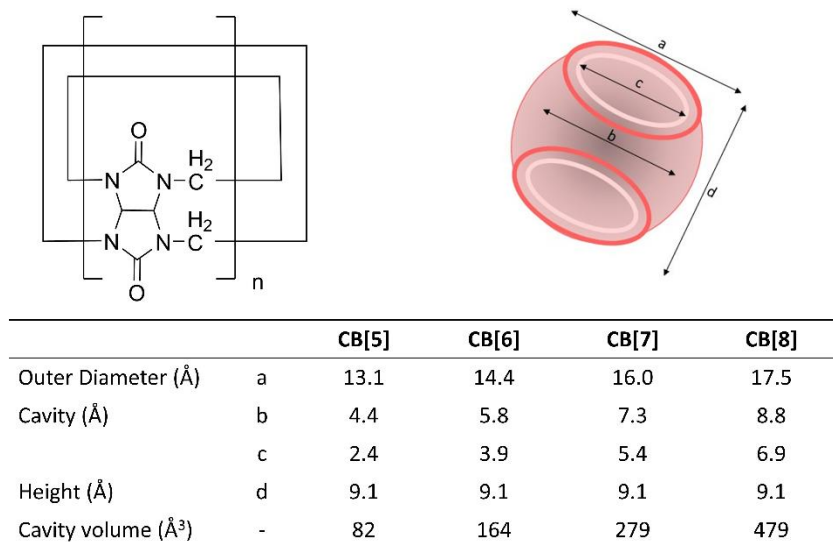 n
O
H₂
N N C
H₂
N N C
O
a
c
b
d
CB[5] CB[6] CB[7] CB[8]
Outer Diameter (Å) a 13.1 14.4 16.0 17.5
Cavity (Å) b 4.4 5.8 7.3 8.8
c 2.4 3.9 5.4 6.9
Height (Å) d 9.1 9.1 9.1 9.1
Cavity volume (Å³) - 82 164 279 479